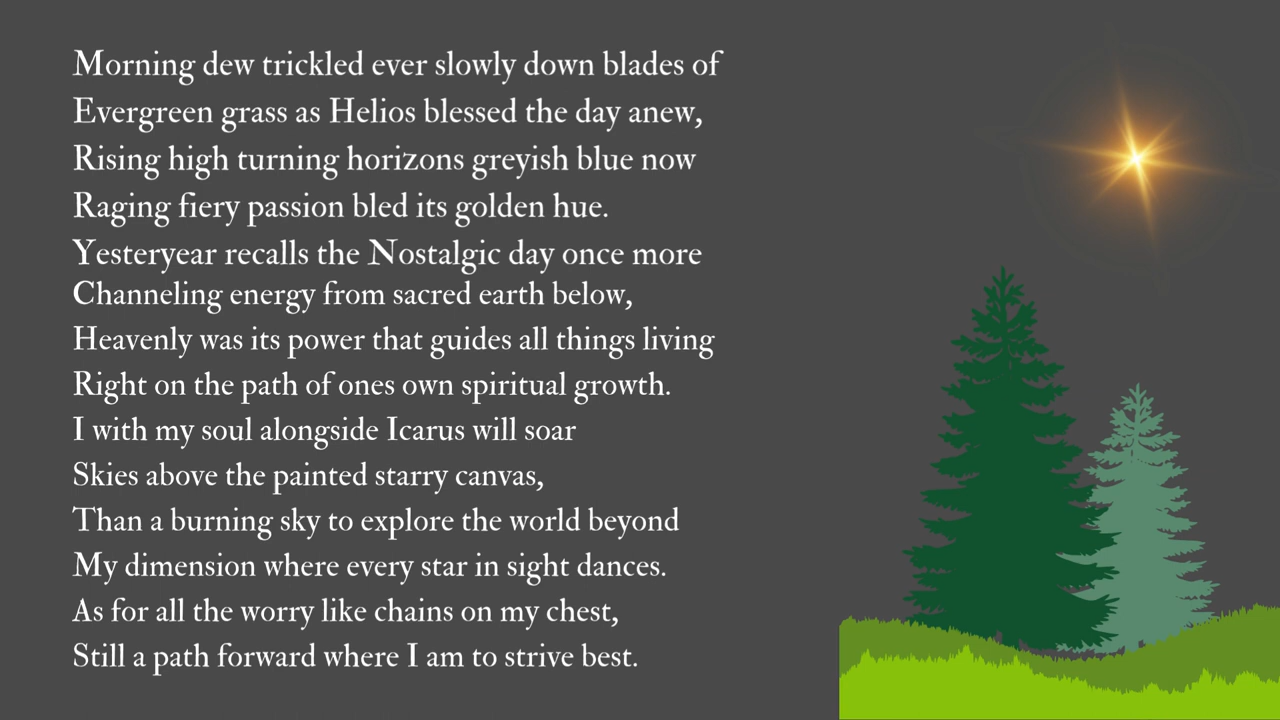 Morning dew trickled ever slowly down blades of
Evergreen grass as Helios blessed the day anew,
Rising high turning horizons greyish blue now
Raging fiery passion bled its golden hue.
Yesteryear recalls the Nostalgic day once more
Channeling energy from sacred earth below,
Heavenly was its power that guides all things living
Right on the path of ones own spiritual growth.
I with my soul alongside Icarus will soar
Skies above the painted starry canvas,
Than a burning sky to explore the world beyond
My dimension where every star in sight dances.
As for all the worry like chains on my chest,
Still a path forward where I am to strive best.